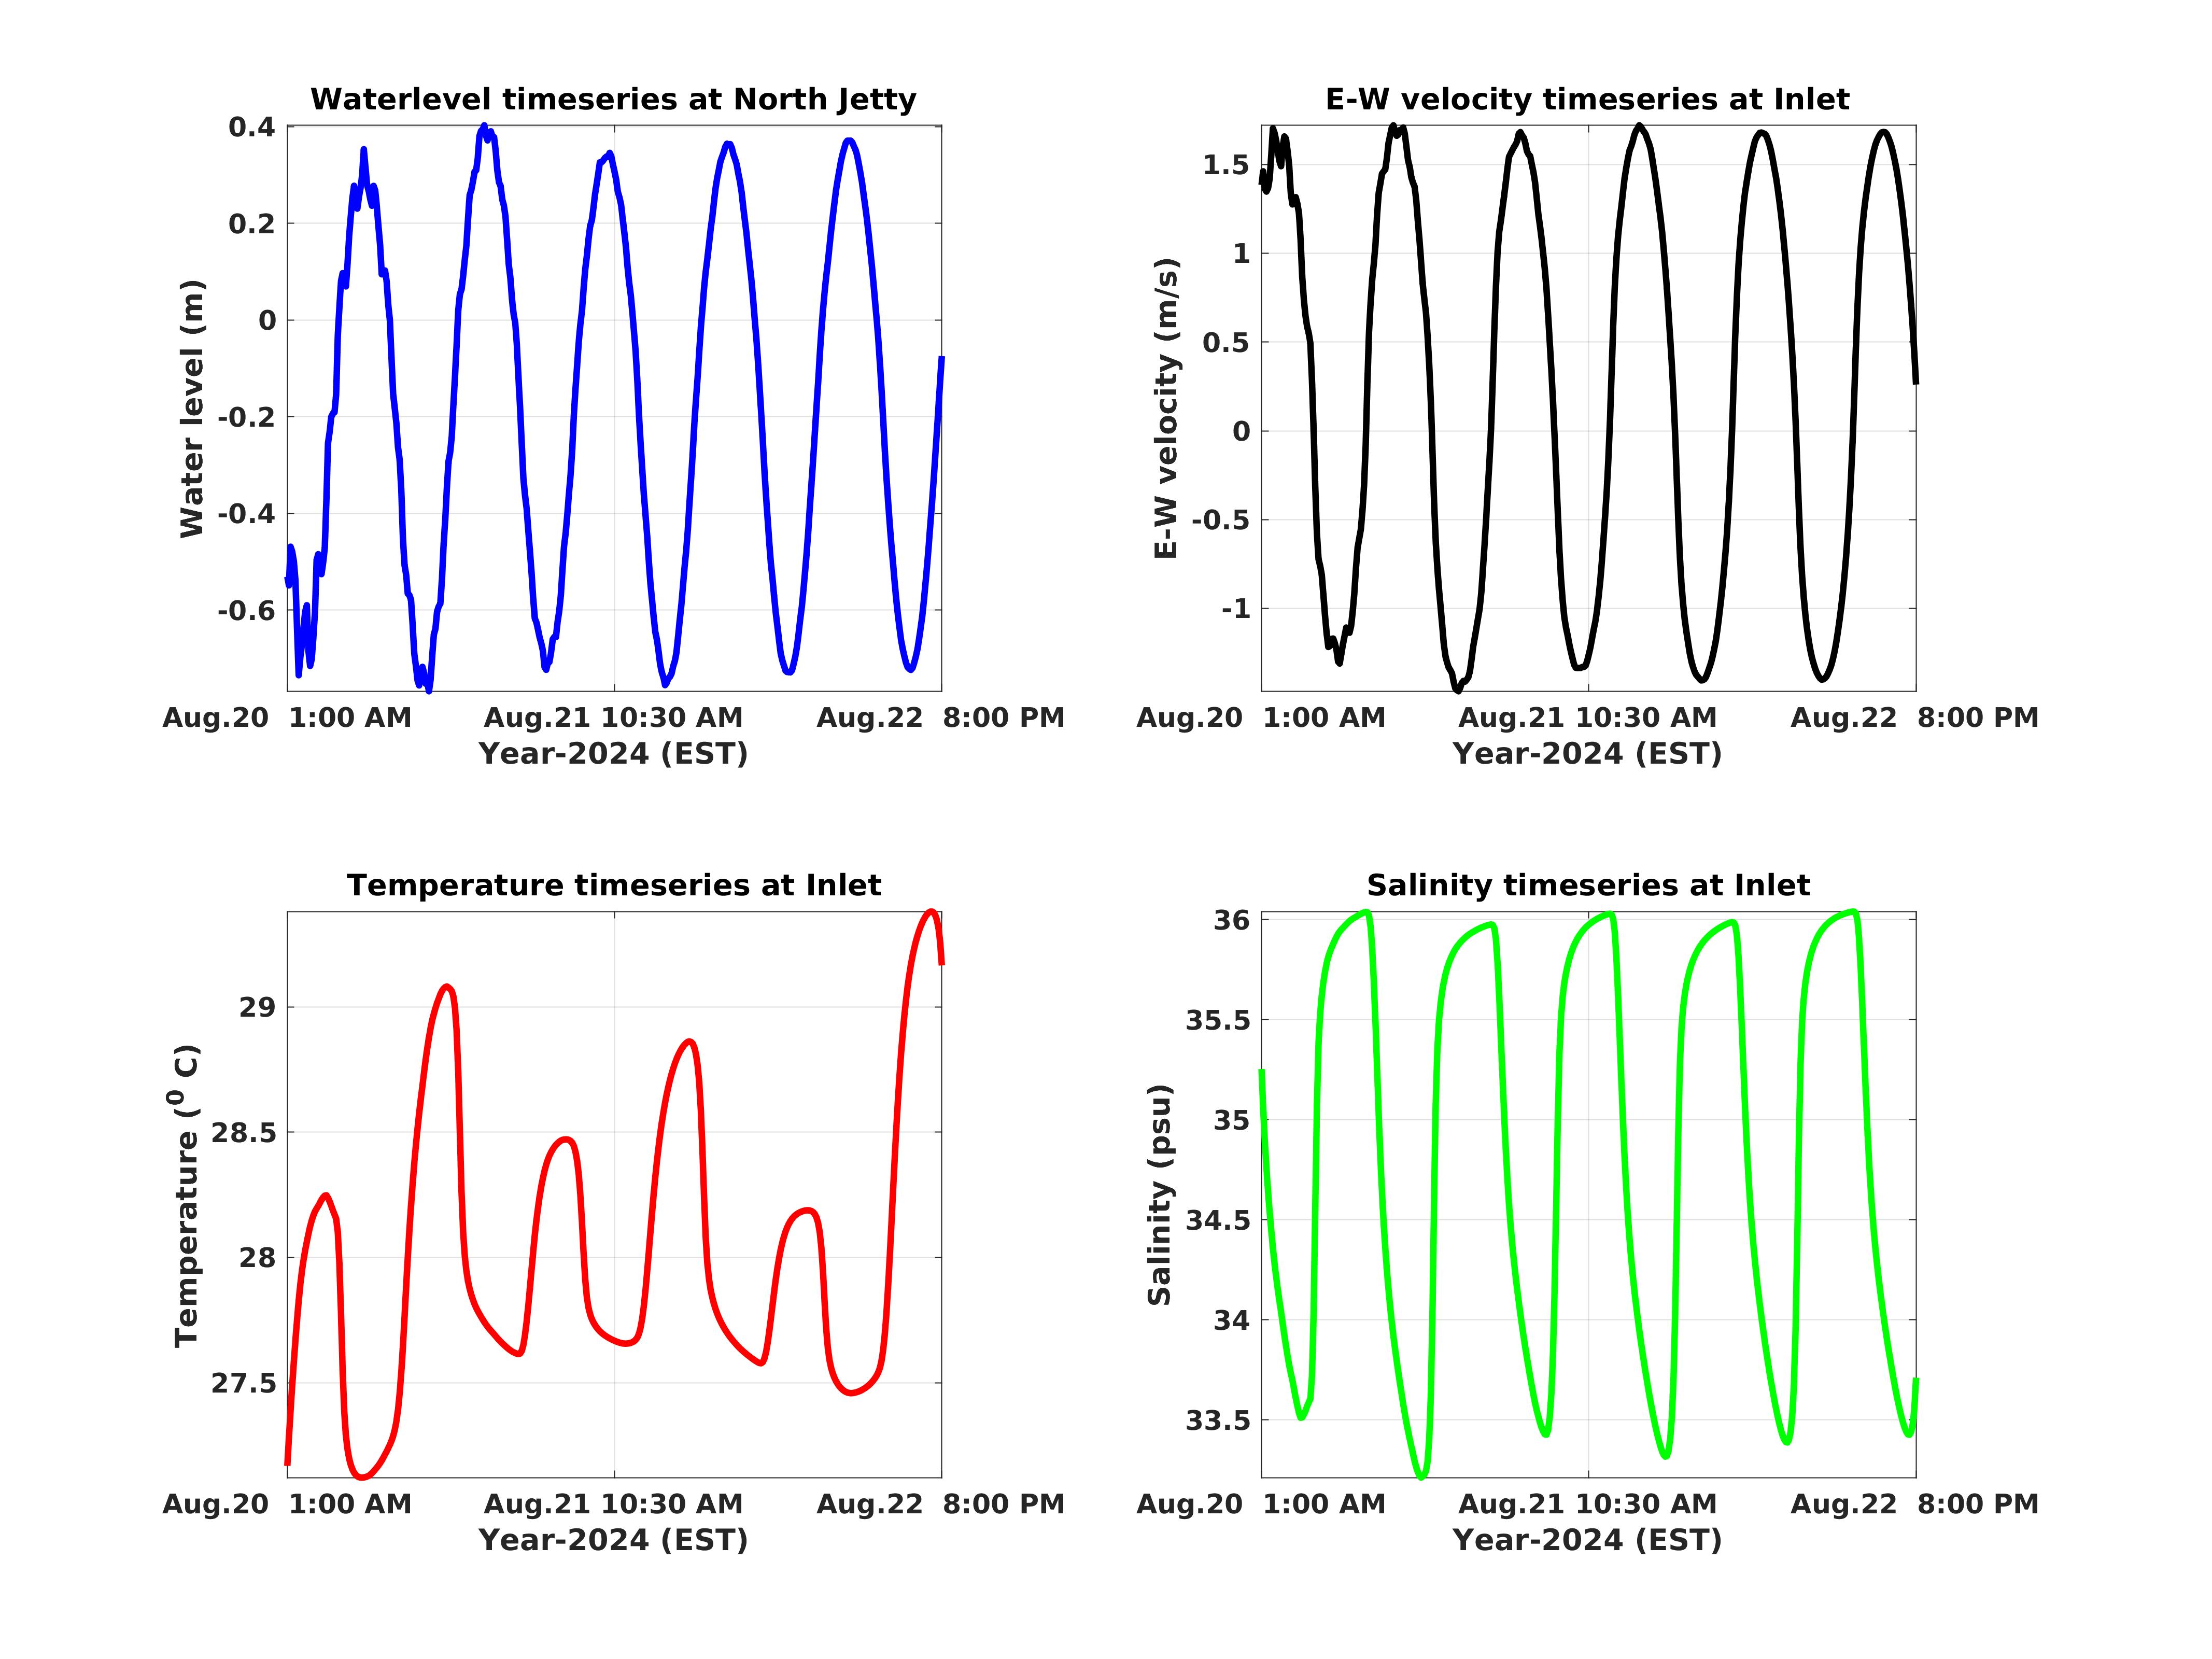 Waterlevel timeseries at North Jetty
0.4
0.2
0
-0.2
-0.4
-0.6
Water level (m)
Aug.20 1:00 AM Aug.21 10:30 AM Aug.22 8:00 PM
Year-2024 (EST)
E-W velocity timeseries at Inlet
1.5
1
0.5
0
-0.5
-1
E-W velocity (m/s)
Aug.20 1:00 AM Aug.21 10:30 AM Aug.22 8:00 PM
Year-2024 (EST)
Temperature timeseries at Inlet
29
28.5
28
27.5
Temperature (⁰ C)
Aug.20 1:00 AM Aug.21 10:30 AM Aug.22 8:00 PM
Year-2024 (EST)
Salinity timeseries at Inlet
36
35.5
35
34.5
34
33.5
Salinity (psu)
Aug.20 1:00 AM Aug.21 10:30 AM Aug.22 8:00 PM
Year-2024 (EST)